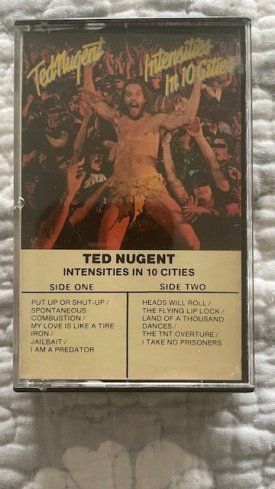 Ted Nugent
Intensities
In 10 Cities
TED NUGENT
INTENSITIES IN 10 CITIES
SIDE ONE
PUT UP OR SHUT-UP /
SPONTANEOUS
COMBUSTION /
MY LOVE IS LIKE A TIRE
IRON /
JAILBAIT /
I AM A PREDATOR
SIDE TWO
HEADS WILL ROLL /
THE FLYING LIP LOCK /
LAND OF A THOUSAND
DANCES /
THE TNT OVERTURE /
I TAKE NO PRISONERS